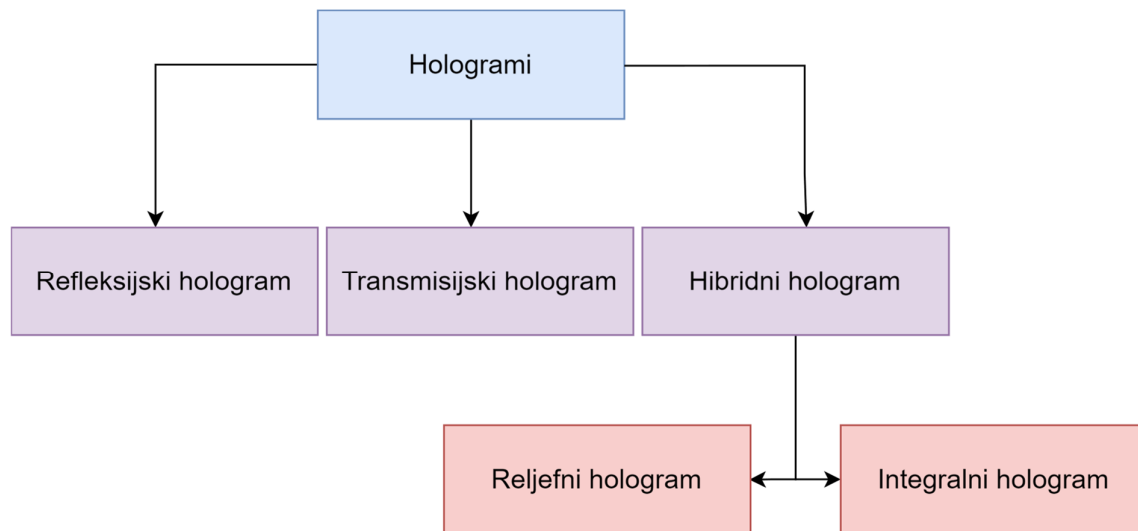 Hologrami
Refleksijski hologram
Transmisijski hologram
Hibridni hologram
Reljefni hologram
Integralni hologram